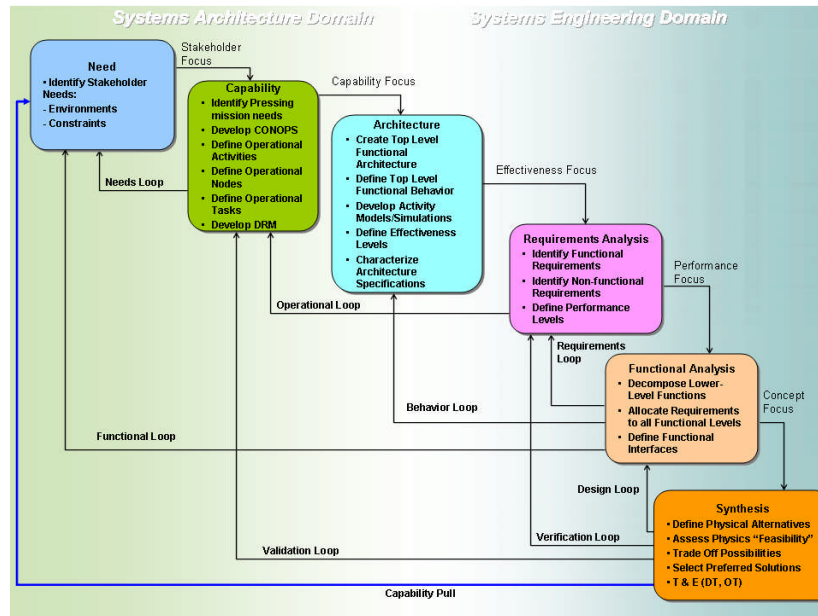 Systems Architecture Domain
Systems Engineering Domain
Stakeholder
Focus
Need
• Identify Stakeholder
Needs:
- Environments
- Constraints
Capability Focus
Capability
• Identify Pressing
mission needs
• Develop CONOPS
• Define Operational
Activities
• Define Operational
Nodes
• Define Operational
Tasks
• Develop DRM
Needs Loop
Architecture
• Create Top Level
Functional
Architecture
• Define Top Level
Functional Behavior
• Develop Activity
Models/Simulations
• Define Effectiveness
Levels
• Characterize
Architecture
Specifications
Effectiveness Focus
Requirements Analysis
• Identify Functional
Requirements
• Identify Non-functional
Requirements
• Define Performance
Levels
Performance
Focus
Operational Loop
Requirements
Loop
Functional Analysis
• Decompose Lower-
Level Functions
• Allocate Requirements
to all Functional Levels
• Define Functional
Interfaces
Concept
Focus
Behavior Loop
Functional Loop
Design Loop
Synthesis
• Define Physical Alternatives
• Assess Physics “Feasibility”
• Trade Off Possibilities
• Select Preferred Solutions
• T & E (DT, OT)
Verification Loop
Validation Loop
Capability Pull